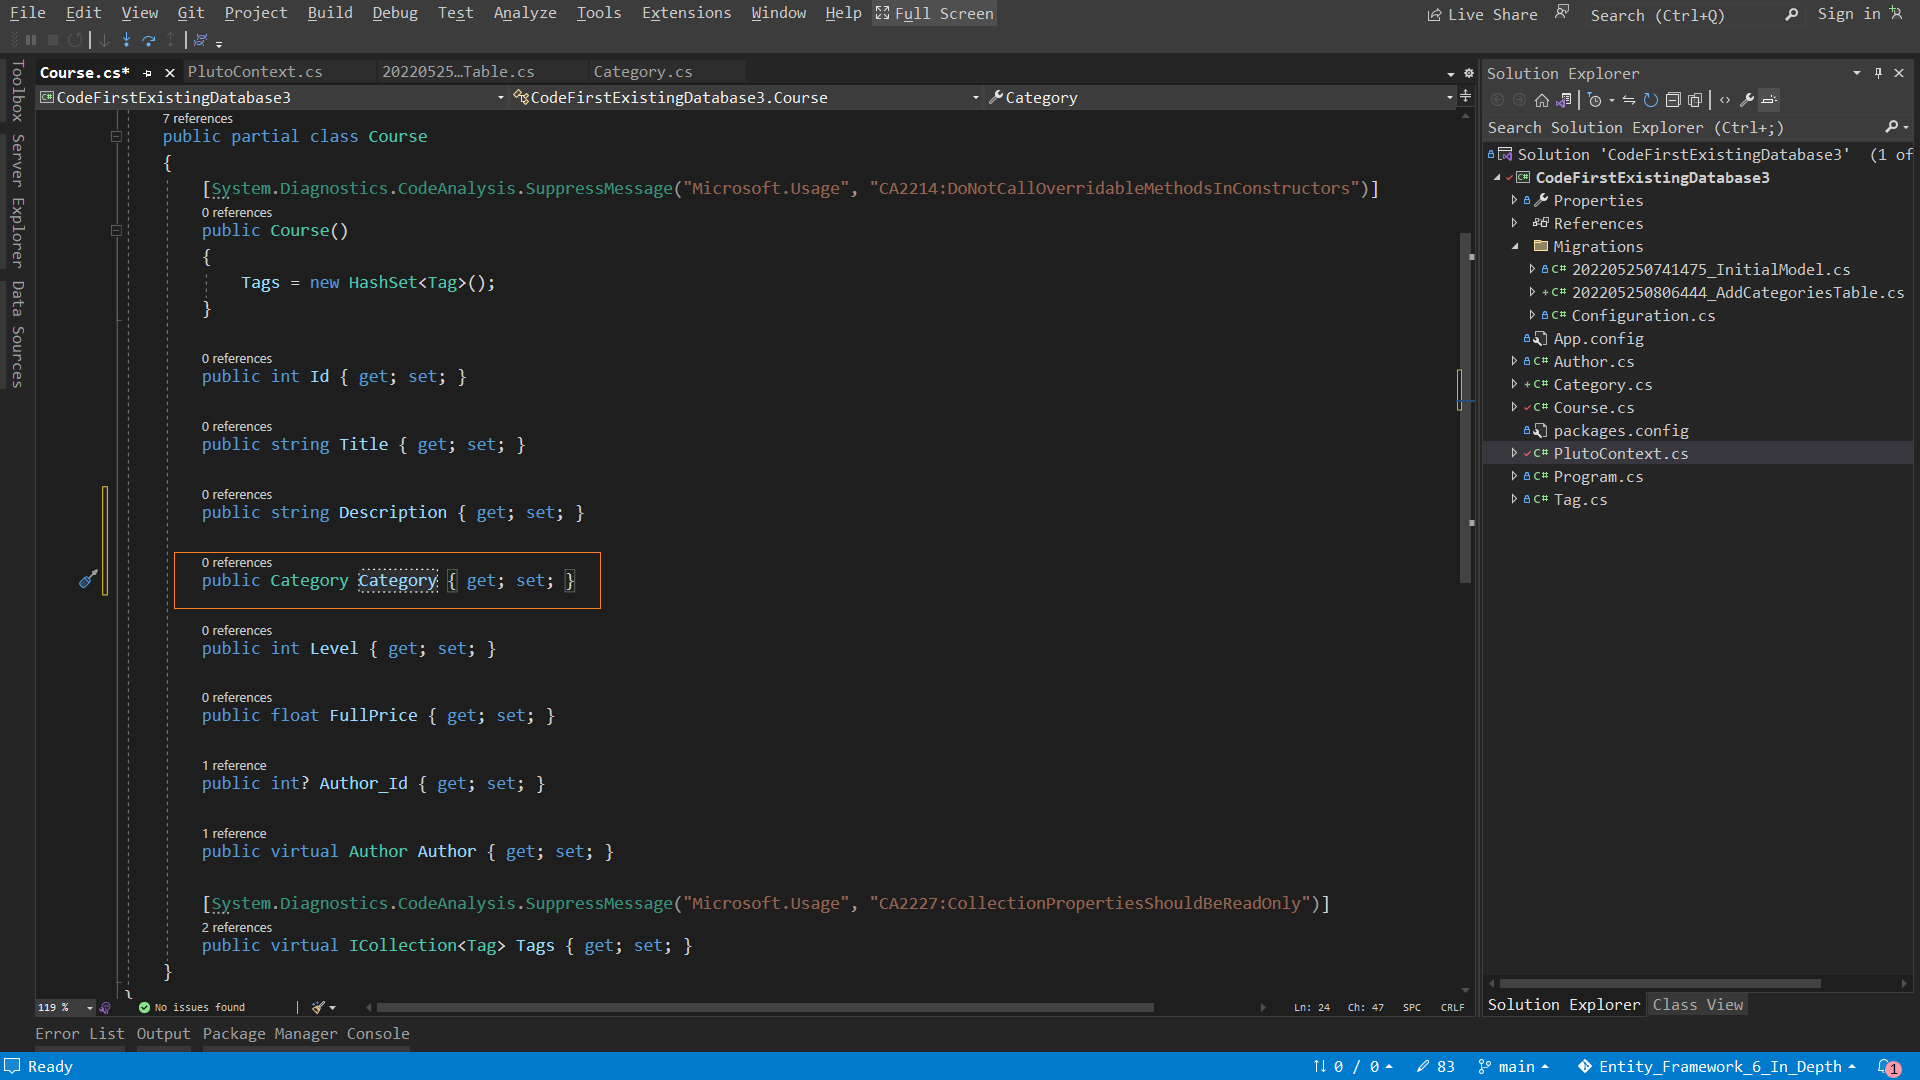 File Edit View Git Project Build Debug Test Analyze Tools Extensions Window Help Full Screen Live Share Search (Ctrl+Q) Sign in
Course.cs* PlutoContext.cs 20220525…Table.cs Category.cs
CodeFirstExistingDatabase3 CodeFirstExistingDatabase3.Course Category
Toolbox
Server Explorer
Data Sources
7 references
public partial class Course
{
[System.Diagnostics.CodeAnalysis.SuppressMessage("Microsoft.Usage", "CA2214:DoNotCallOverridableMethodsInConstructors")]
0 references
public Course()
{
Tags = new HashSet<Tag>();
}
0 references
public int Id { get; set; }
0 references
public string Title { get; set; }
0 references
public string Description { get; set; }
0 references
public Category Category { get; set; }
0 references
public int Level { get; set; }
0 references
public float FullPrice { get; set; }
1 reference
public int? Author_Id { get; set; }
1 reference
public virtual Author Author { get; set; }
[System.Diagnostics.CodeAnalysis.SuppressMessage("Microsoft.Usage", "CA2227:CollectionPropertiesShouldBeReadOnly")]
2 references
public virtual ICollection<Tag> Tags { get; set; }
}
}
119 % No issues found Ln: 24 Ch: 47 SPC CRLF
Solution Explorer
Search Solution Explorer (Ctrl+;)
Solution 'CodeFirstExistingDatabase3' (1 of
C# CodeFirstExistingDatabase3
Properties
References
Migrations
C# 202205250741475_InitialModel.cs
C# 202205250806444_AddCategoriesTable.cs
C# Configuration.cs
App.config
C# Author.cs
C# Category.cs
C# Course.cs
packages.config
C# PlutoContext.cs
C# Program.cs
C# Tag.cs
Solution Explorer Class View
Error List Output Package Manager Console
Ready 0 / 0 83 main Entity_Framework_6_In_Depth 1